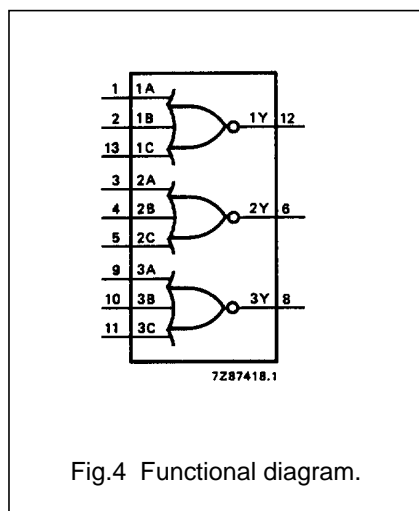 1 1A
2 1B 1Y 12
13 1C
3 2A
4 2B 2Y 6
5 2C
9 3A
10 3B 3Y 8
11 3C
7Z87418.1
Fig.4 Functional diagram.